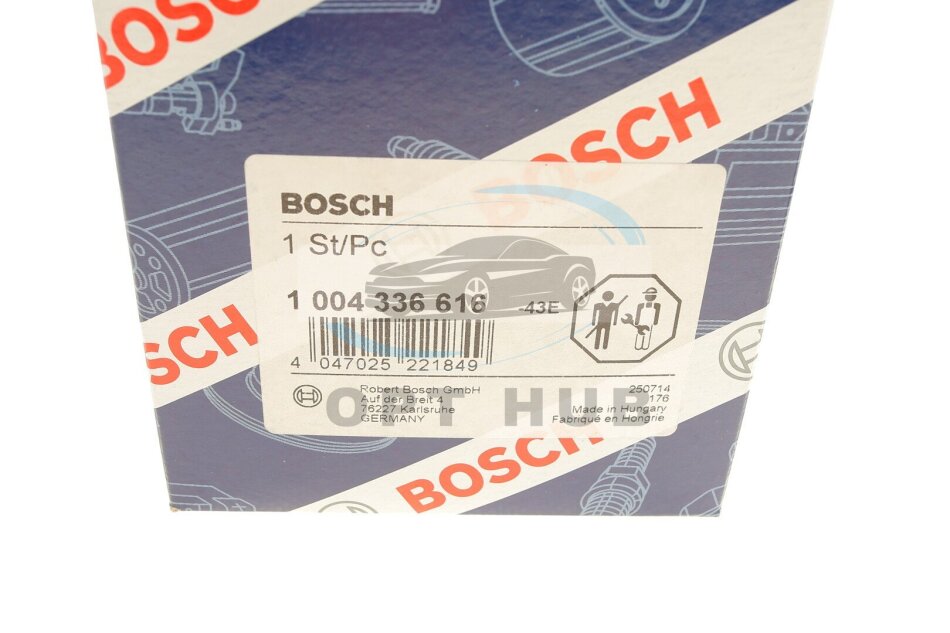 BOSCH
BOSCH
BOSCH
1 St/Pc
1 004 336 616
-43E
4 047025 221849
BOSCH
Robert Bosch GmbH
Auf der Breit 4
76227 Karlsruhe
GERMANY
250714
176
Made in Hungary
Fabriqué en Hongrie
OPT HUB
BOSCH